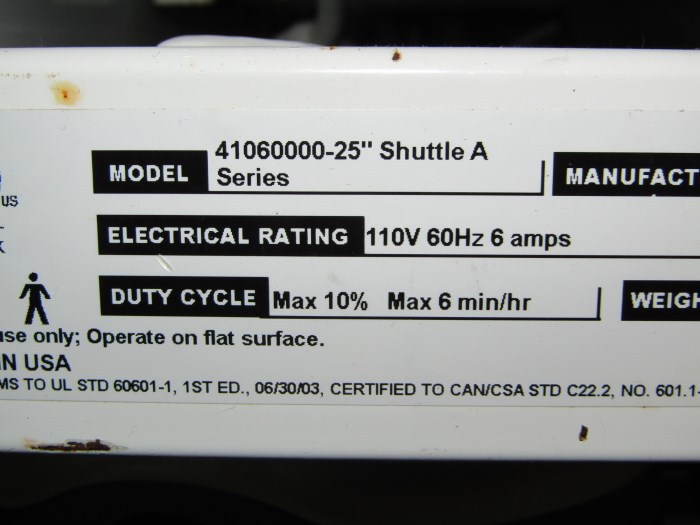 41060000-25" Shuttle A
MODEL Series MANUFACT
US
ELECTRICAL RATING 110V 60Hz 6 amps
K
DUTY CYCLE Max 10% Max 6 min/hr WEIGH
use only; Operate on flat surface.
IN USA
MS TO UL STD 60601-1, 1ST ED., 06/30/03, CERTIFIED TO CAN/CSA STD C22.2, NO. 601.1-